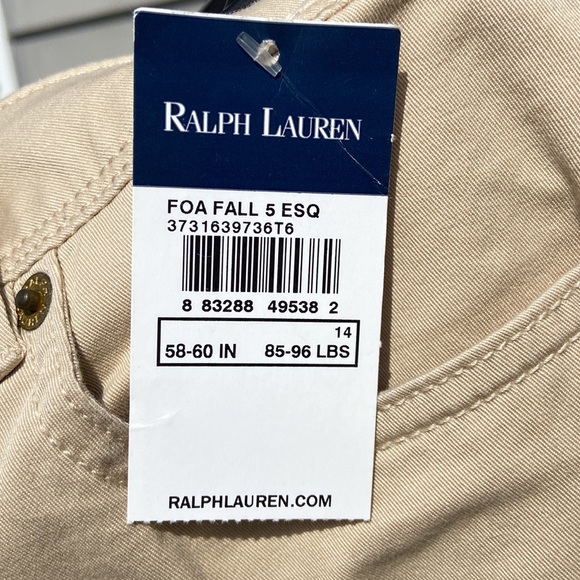 RALPH LAUREN
FOA FALL 5 ESQ
3731639736T6
8 83288 49538 2
14
58-60 IN 85-96 LBS
RALPHLAUREN.COM